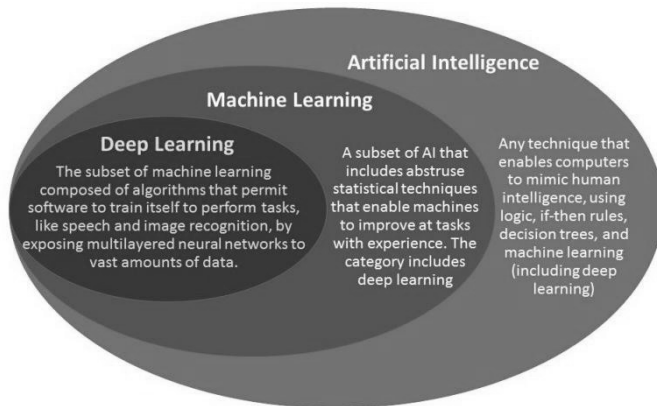 Artificial Intelligence
Machine Learning
Deep Learning
The subset of machine learning
composed of algorithms that permit
software to train itself to perform tasks,
like speech and image recognition, by
exposing multilayered neural networks to
vast amounts of data.
A subset of AI that
includes abstruse
statistical techniques
that enable machines
to improve at tasks
with experience. The
category includes
deep learning
Any technique that
enables computers
to mimic human
intelligence, using
logic, if-then rules,
decision trees, and
machine learning
(including deep
learning)